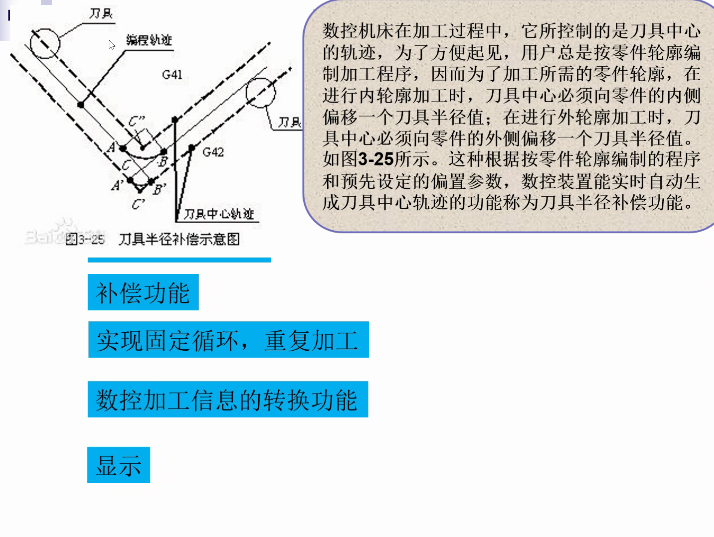 刀具
编程轨迹
G41
C''
A
C
B
G42
刀具
A'
B'
C'
刀具中心轨迹
图3-25 刀具半径补偿示意图
数控机床在加工过程中，它所控制的是刀具中心
的轨迹，为了方便起见，用户总是按零件轮廓编
制加工程序，因而为了加工所需的零件轮廓，在
进行内轮廓加工时，刀具中心必须向零件的内侧
偏移一个刀具半径值；在进行外轮廓加工时，刀
具中心必须向零件的外侧偏移一个刀具半径值。
如图3-25所示。这种根据按零件轮廓编制的程序
和预先设定的偏置参数，数控装置能实时自动生
成刀具中心轨迹的功能称为刀具半径补偿功能。
补偿功能
实现固定循环，重复加工
数控加工信息的转换功能
显示